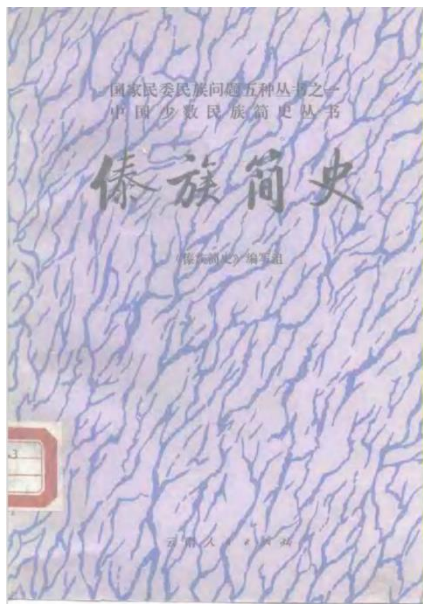 国家民委民族问题五种丛书之一
中国少数民族简史丛书
傣族简史
《傣族简史》编写组
云南人民出版社